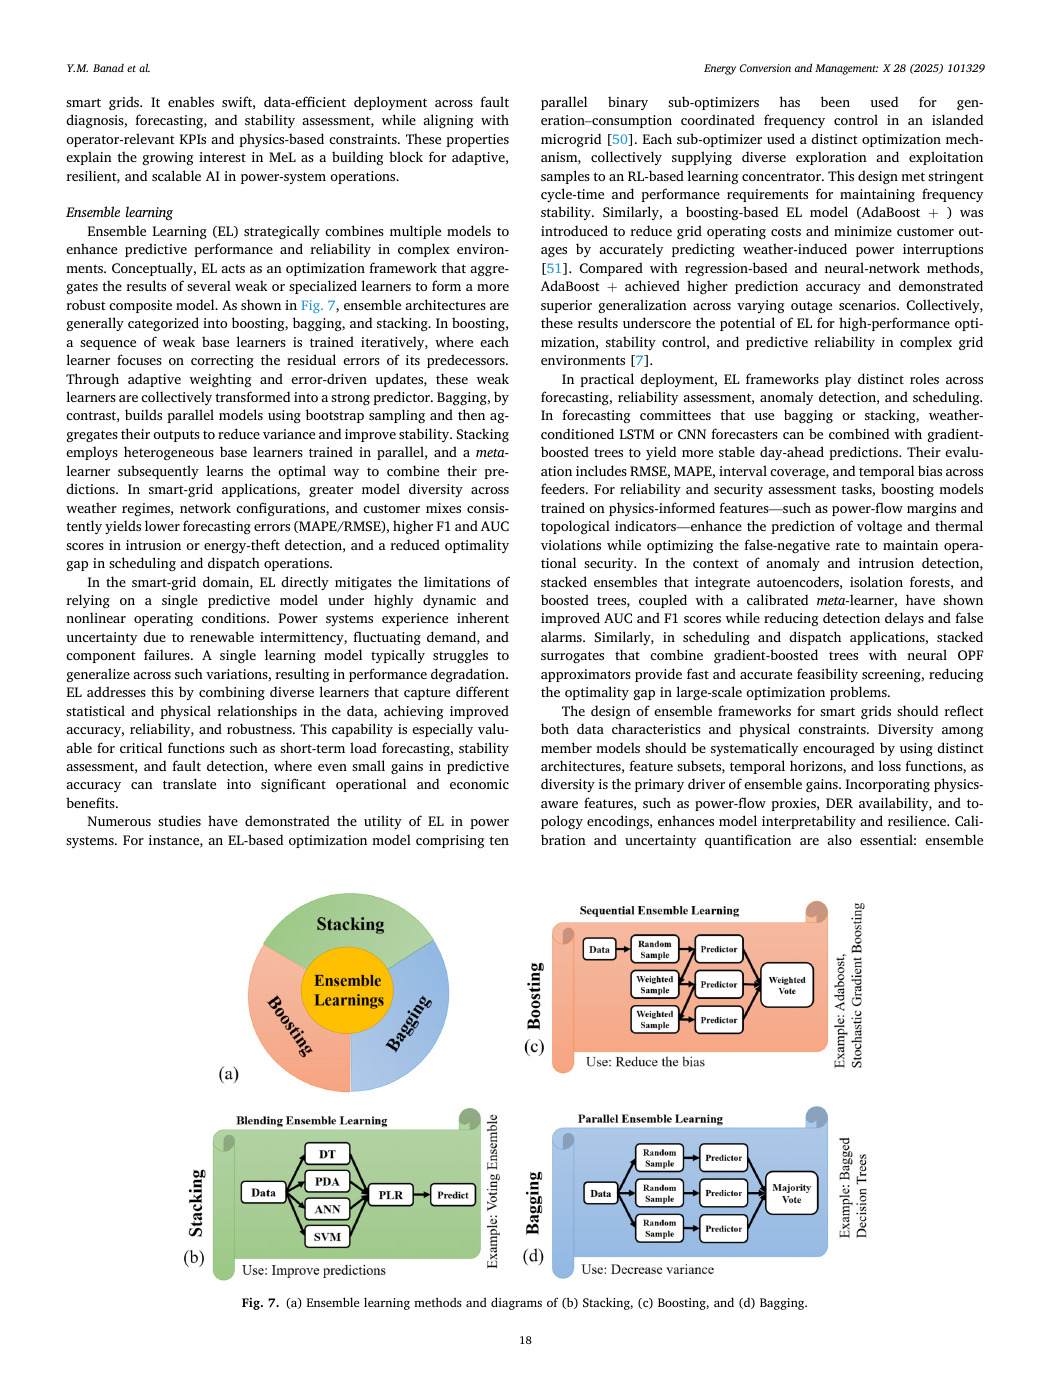 Y.M. Banad et al.
Energy Conversion and Management: X 28 (2025) 101329
smart grids. It enables swift, data-efficient deployment across fault
diagnosis, forecasting, and stability assessment, while aligning with
operator-relevant KPIs and physics-based constraints. These properties
explain the growing interest in MeL as a building block for adaptive,
resilient, and scalable AI in power-system operations.
Ensemble learning
Ensemble Learning (EL) strategically combines multiple models to
enhance predictive performance and reliability in complex environ-
ments. Conceptually, EL acts as an optimization framework that aggre-
gates the results of several weak or specialized learners to form a more
robust composite model. As shown in Fig. 7, ensemble architectures are
generally categorized into boosting, bagging, and stacking. In boosting,
a sequence of weak base learners is trained iteratively, where each
learner focuses on correcting the residual errors of its predecessors.
Through adaptive weighting and error-driven updates, these weak
learners are collectively transformed into a strong predictor. Bagging, by
contrast, builds parallel models using bootstrap sampling and then ag-
gregates their outputs to reduce variance and improve stability. Stacking
employs heterogeneous base learners trained in parallel, and a meta-
learner subsequently learns the optimal way to combine their pre-
dictions. In smart-grid applications, greater model diversity across
weather regimes, network configurations, and customer mixes consis-
tently yields lower forecasting errors (MAPE/RMSE), higher F1 and AUC
scores in intrusion or energy-theft detection, and a reduced optimality
gap in scheduling and dispatch operations.
In the smart-grid domain, EL directly mitigates the limitations of
relying on a single predictive model under highly dynamic and
nonlinear operating conditions. Power systems experience inherent
uncertainty due to renewable intermittency, fluctuating demand, and
component failures. A single learning model typically struggles to
generalize across such variations, resulting in performance degradation.
EL addresses this by combining diverse learners that capture different
statistical and physical relationships in the data, achieving improved
accuracy, reliability, and robustness. This capability is especially valu-
able for critical functions such as short-term load forecasting, stability
assessment, and fault detection, where even small gains in predictive
accuracy can translate into significant operational and economic
benefits.
Numerous studies have demonstrated the utility of EL in power
systems. For instance, an EL-based optimization model comprising ten
parallel binary sub-optimizers has been used for gen-
eration–consumption coordinated frequency control in an islanded
microgrid [50]. Each sub-optimizer used a distinct optimization mech-
anism, collectively supplying diverse exploration and exploitation
samples to an RL-based learning concentrator. This design met stringent
cycle-time and performance requirements for maintaining frequency
stability. Similarly, a boosting-based EL model (AdaBoost + ) was
introduced to reduce grid operating costs and minimize customer out-
ages by accurately predicting weather-induced power interruptions
[51]. Compared with regression-based and neural-network methods,
AdaBoost + achieved higher prediction accuracy and demonstrated
superior generalization across varying outage scenarios. Collectively,
these results underscore the potential of EL for high-performance opti-
mization, stability control, and predictive reliability in complex grid
environments [7].
In practical deployment, EL frameworks play distinct roles across
forecasting, reliability assessment, anomaly detection, and scheduling.
In forecasting committees that use bagging or stacking, weather-
conditioned LSTM or CNN forecasters can be combined with gradient-
boosted trees to yield more stable day-ahead predictions. Their evalu-
ation includes RMSE, MAPE, interval coverage, and temporal bias across
feeders. For reliability and security assessment tasks, boosting models
trained on physics-informed features—such as power-flow margins and
topological indicators—enhance the prediction of voltage and thermal
violations while optimizing the false-negative rate to maintain opera-
tional security. In the context of anomaly and intrusion detection,
stacked ensembles that integrate autoencoders, isolation forests, and
boosted trees, coupled with a calibrated meta-learner, have shown
improved AUC and F1 scores while reducing detection delays and false
alarms. Similarly, in scheduling and dispatch applications, stacked
surrogates that combine gradient-boosted trees with neural OPF
approximators provide fast and accurate feasibility screening, reducing
the optimality gap in large-scale optimization problems.
The design of ensemble frameworks for smart grids should reflect
both data characteristics and physical constraints. Diversity among
member models should be systematically encouraged by using distinct
architectures, feature subsets, temporal horizons, and loss functions, as
diversity is the primary driver of ensemble gains. Incorporating physics-
aware features, such as power-flow proxies, DER availability, and to-
pology encodings, enhances model interpretability and resilience. Cali-
bration and uncertainty quantification are also essential: ensemble
Stacking
Ensemble
Learnings
Boosting
Bagging
(a)
Sequential Ensemble Learning
Boosting
(c)
Data
Random
Sample
Predictor
Weighted
Sample
Predictor
Weighted
Sample
Predictor
Weighted
Vote
Use: Reduce the bias
Example: Adaboost,
Stochastic Gradient Boosting
Blending Ensemble Learning
Stacking
(b)
Data
DT
PDA
ANN
SVM
PLR
Predict
Use: Improve predictions
Example: Voting Ensemble
Parallel Ensemble Learning
Bagging
(d)
Data
Random
Sample
Predictor
Random
Sample
Predictor
Random
Sample
Predictor
Majority
Vote
Use: Decrease variance
Example: Bagged
Decision Trees
Fig. 7. (a) Ensemble learning methods and diagrams of (b) Stacking, (c) Boosting, and (d) Bagging.
18